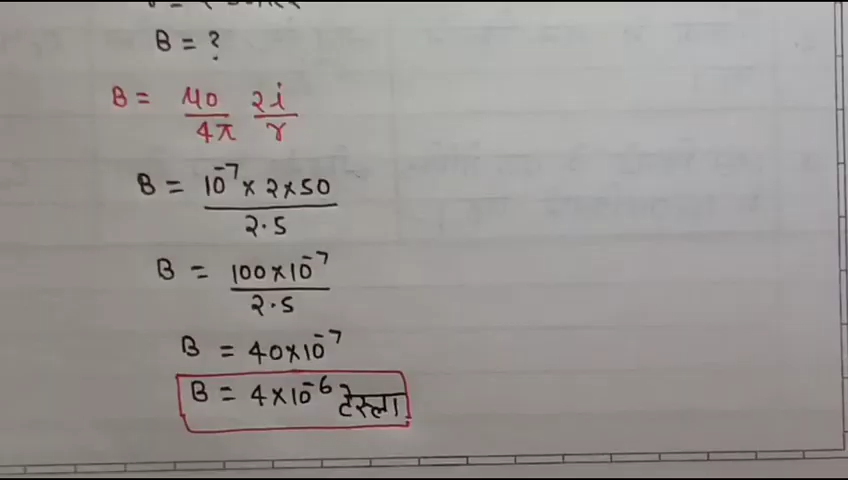 B = ?
B = μ0/4π 2i/r
B = 10⁻⁷ × 2 × 50 / 2.5
B = 100 × 10⁻⁷ / 2.5
B = 40 × 10⁻⁷
B = 4 × 10⁻⁶ टेस्ला